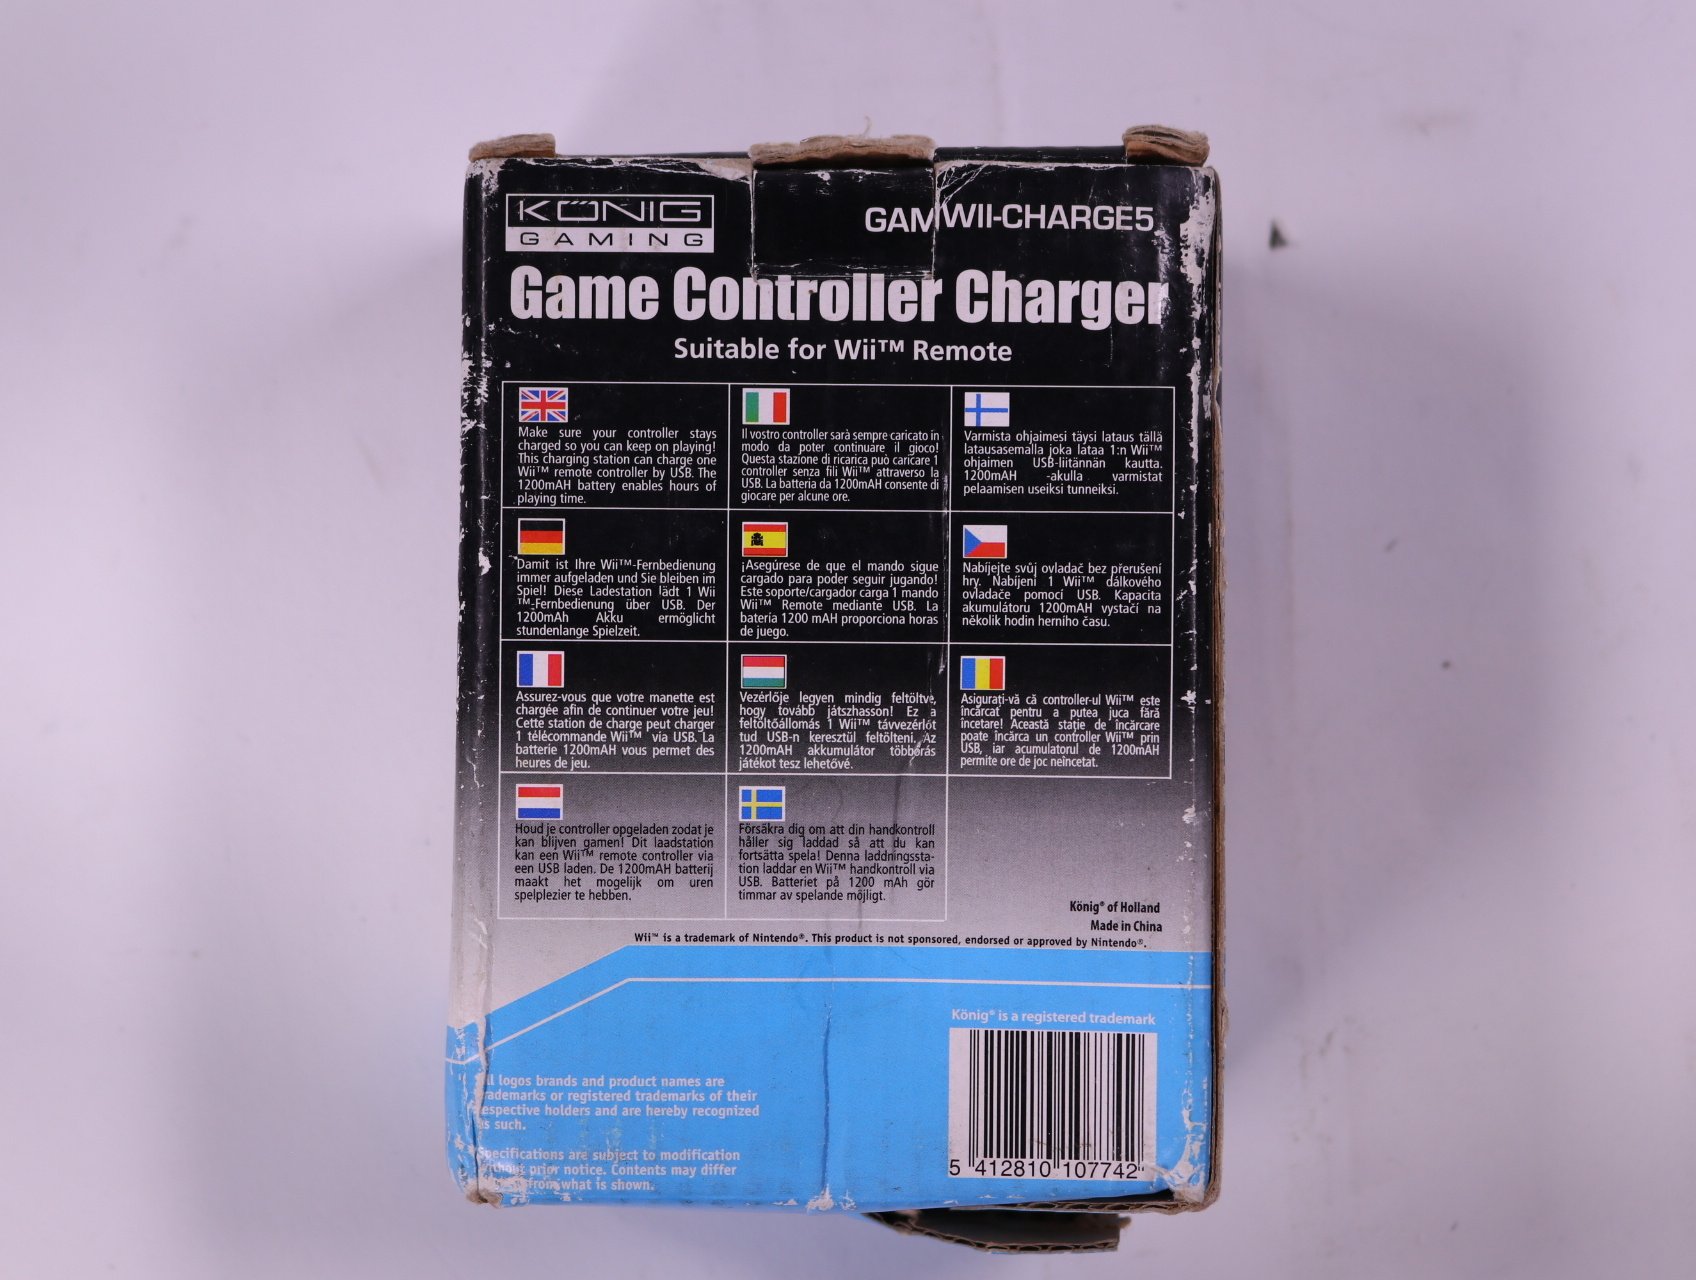 KÖNIG
GAMING
GAMWII-CHARGE5
Game Controller Charger
Suitable for Wii™ Remote
Make sure your controller stays
charged so you can keep on playing!
This charging station can charge one
Wii™ remote controller by USB. The
1200mAH battery enables hours of
playing time.
Il vostro controller sarà sempre caricato in
modo da poter continuare il gioco!
Questa stazione di ricarica può caricare 1
controller senza fili Wii™ attraverso la
USB. La batteria da 1200mAH consente di
giocare per alcune ore.
Varmista ohjaimesi täysi lataus tällä
latausasemalla joka lataa 1:n Wii™
ohjaimen USB-liitännän kautta.
1200mAH -akulla varmistat
pelaamisen useiksi tunneiksi.
Damit ist Ihre Wii™-Fernbedienung
immer aufgeladen und Sie bleiben im
Spiel! Diese Ladestation lädt 1 Wii
™-Fernbedienung über USB. Der
1200mAh Akku ermöglicht
stundenlange Spielzeit.
¡Asegúrese de que el mando sigue
cargado para poder seguir jugando!
Este soporte/cargador carga 1 mando
Wii™ Remote mediante USB. La
batería 1200 mAH proporciona horas
de juego.
Nabíjejte svůj ovladač bez přerušení
hry. Nabíjení 1 Wii™ dálkového
ovladače pomocí USB. Kapacita
akumulátoru 1200mAH vystačí na
několik hodin herního času.
Assurez-vous que votre manette est
chargée afin de continuer votre jeu!
Cette station de charge peut charger
1 télécommande Wii™ via USB. La
batterie 1200mAH vous permet des
heures de jeu.
Vezérlője legyen mindig feltöltve,
hogy tovább játszhasson! Ez a
feltöltőállomás 1 Wii™ távvezérlőt
tud USB-n keresztül feltölteni. Az
1200mAH akkumulátor többórás
játékot tesz lehetővé.
Asiguraţi-vă că controller-ul Wii™ este
încărcat pentru a putea juca fără
încetare! Această staţie de încărcare
poate încărca un controller Wii™ prin
USB, iar acumulatorul de 1200mAH
permite ore de joc neîncetat.
Houd je controller opgeladen zodat je
kan blijven gamen! Dit laadstation
kan een Wii™ remote controller via
een USB laden. De 1200mAH batterij
maakt het mogelijk om uren
spelplezier te hebben.
Försäkra dig om att din handkontroll
håller sig laddad så att du kan
fortsätta spela! Denna laddningssta-
tion laddar en Wii™ handkontroll via
USB. Batteriet på 1200 mAh gör
timmar av spelande möjligt.
König® of Holland
Made in China
Wii™ is a trademark of Nintendo®. This product is not sponsored, endorsed or approved by Nintendo®.
König® is a registered trademark
5 412810 107742
ll logos brands and product names are
rademarks or registered trademarks of their
espective holders and are hereby recognized
as such.
Specifications are subject to modification
without prior notice. Contents may differ
from what is shown.